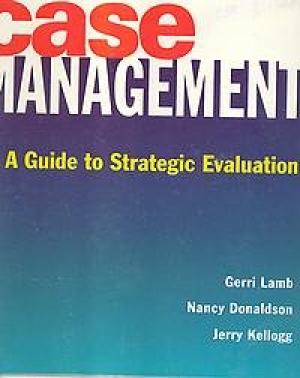 case
MANAGEMENT
A Guide to Strategic Evaluation
Gerri Lamb
Nancy Donaldson
Jerry Kellogg